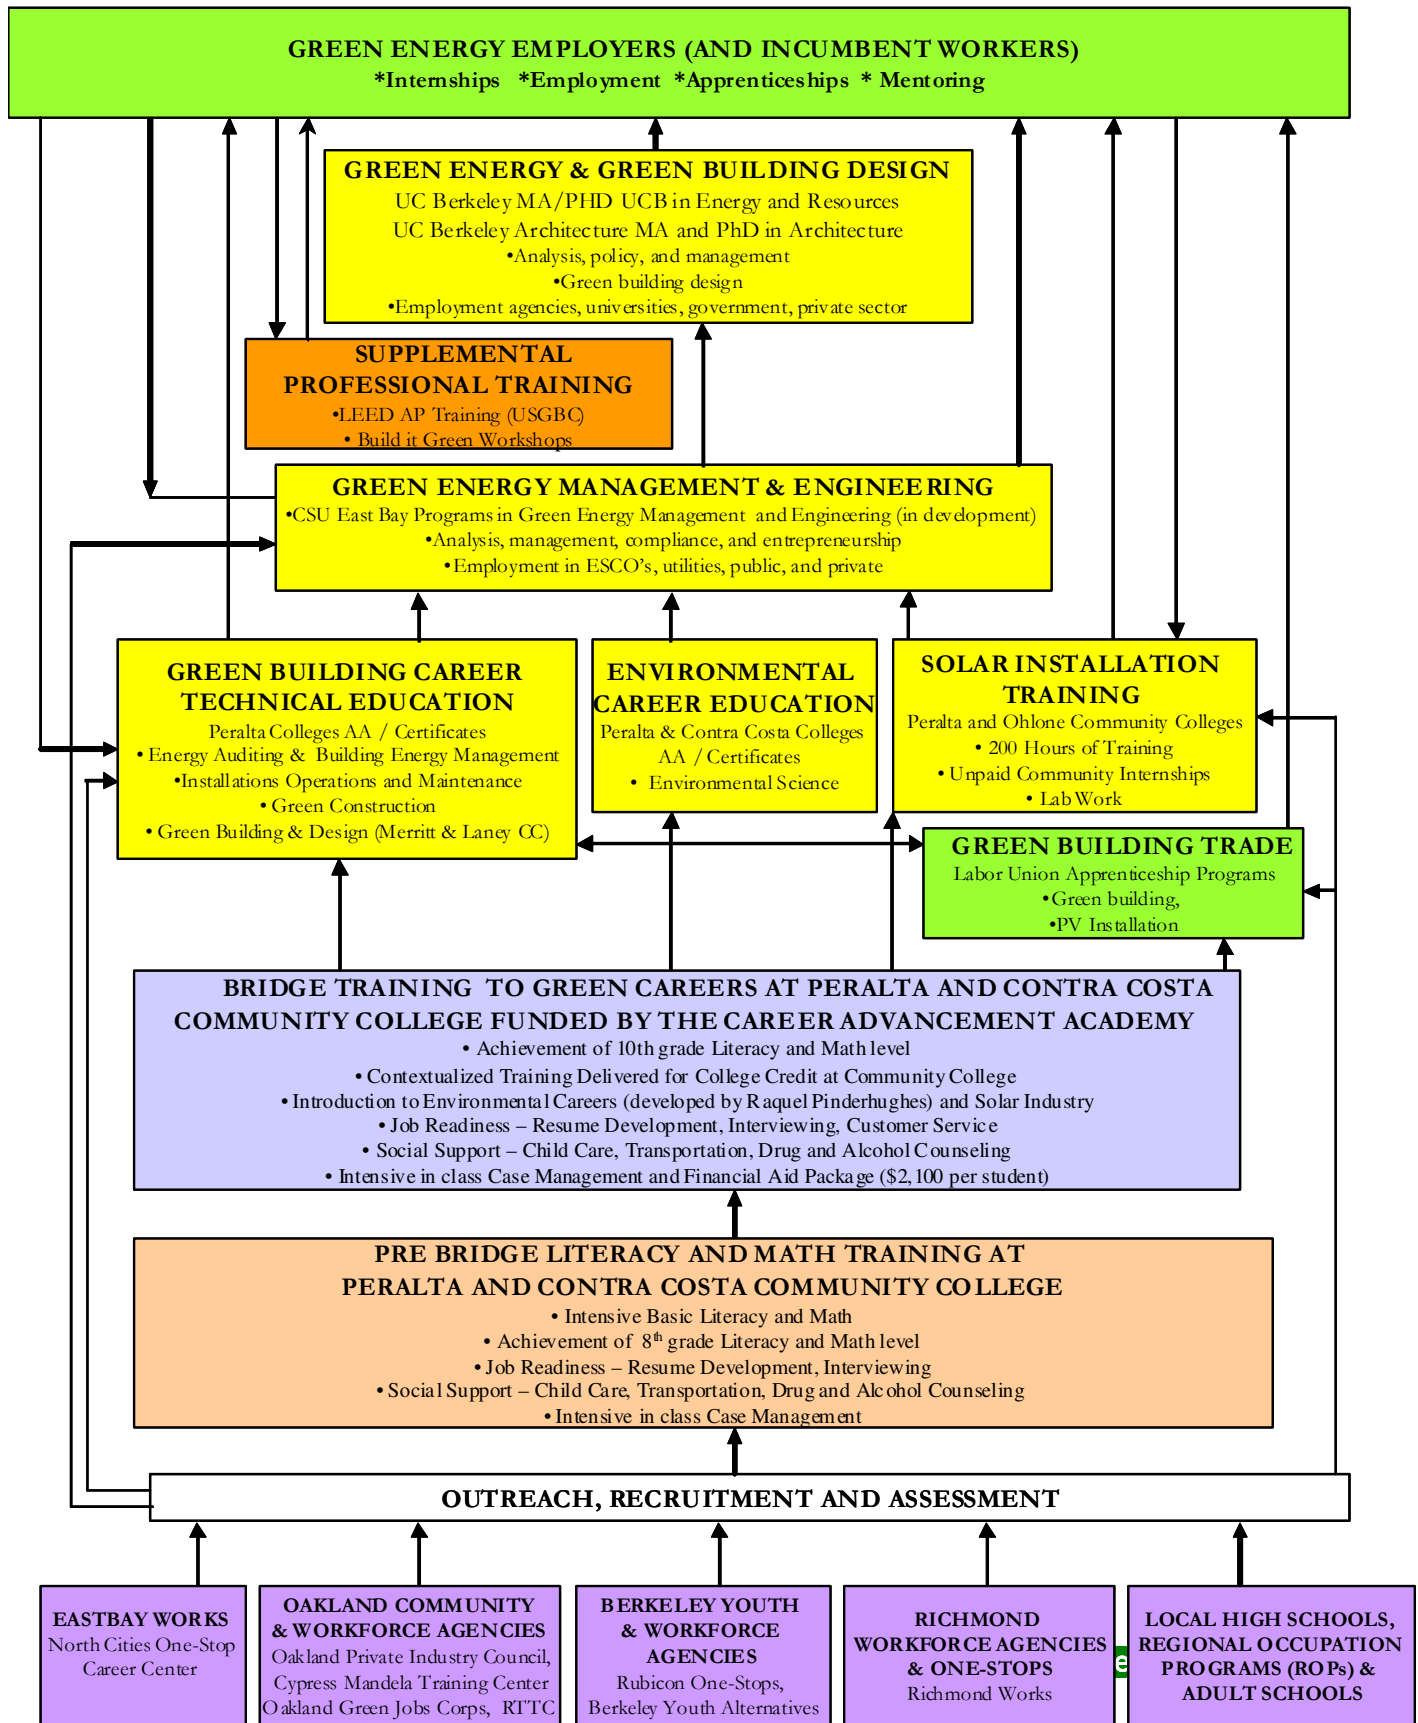 GREEN ENERGY EMPLOYERS (AND INCUMBENT WORKERS)
*Internships *Employment *Apprenticeships * Mentoring
GREEN ENERGY & GREEN BUILDING DESIGN
UC Berkeley MA/PHD UCB in Energy and Resources
UC Berkeley Architecture MA and PhD in Architecture
•Analysis, policy, and management
•Green building design
•Employment agencies, universities, government, private sector
SUPPLEMENTAL
PROFESSIONAL TRAINING
•LEED AP Training (USGBC)
• Build it Green Workshops
GREEN ENERGY MANAGEMENT & ENGINEERING
•CSU East Bay Programs in Green Energy Management and Engineering (in development)
•Analysis, management, compliance, and entrepreneurship
•Employment in ESCO's, utilities, public, and private
GREEN BUILDING CAREER
TECHNICAL EDUCATION
Peralta Colleges AA / Certificates
• Energy Auditing & Building Energy Management
•Installations Operations and Maintenance
• Green Construction
• Green Building & Design (Merritt & Laney CC)
ENVIRONMENTAL
CAREER EDUCATION
Peralta & Contra Costa Colleges
AA / Certificates
• Environmental Science
SOLAR INSTALLATION
TRAINING
Peralta and Ohlone Community Colleges
• 200 Hours of Training
• Unpaid Community Internships
• Lab Work
GREEN BUILDING TRADE
Labor Union Apprenticeship Programs
•Green building,
•PV Installation
BRIDGE TRAINING TO GREEN CAREERS AT PERALTA AND CONTRA COSTA
COMMUNITY COLLEGE FUNDED BY THE CAREER ADVANCEMENT ACADEMY
• Achievement of 10th grade Literacy and Math level
• Contextualized Training Delivered for College Credit at Community College
• Introduction to Environmental Careers (developed by Raquel Pinderhughes) and Solar Industry
• Job Readiness – Resume Development, Interviewing, Customer Service
• Social Support – Child Care, Transportation, Drug and Alcohol Counseling
• Intensive in class Case Management and Financial Aid Package ($2,100 per student)
PRE BRIDGE LITERACY AND MATH TRAINING AT
PERALTA AND CONTRA COSTA COMMUNITY COLLEGE
• Intensive Basic Literacy and Math
• Achievement of 8th grade Literacy and Math level
• Job Readiness – Resume Development, Interviewing
• Social Support – Child Care, Transportation, Drug and Alcohol Counseling
• Intensive in class Case Management
OUTREACH, RECRUITMENT AND ASSESSMENT
EASTBAY WORKS
North Cities One-Stop
Career Center
OAKLAND COMMUNITY
& WORKFORCE AGENCIES
Oakland Private Industry Council,
Cypress Mandela Training Center
Oakland Green Jobs Corps, RTTC
BERKELEY YOUTH
& WORKFORCE
AGENCIES
Rubicon One-Stops,
Berkeley Youth Alternatives
RICHMOND
WORKFORCE AGENCIES
& ONE-STOPS
Richmond Works
e
LOCAL HIGH SCHOOLS,
REGIONAL OCCUPATION
PROGRAMS (ROPs) &
ADULT SCHOOLS